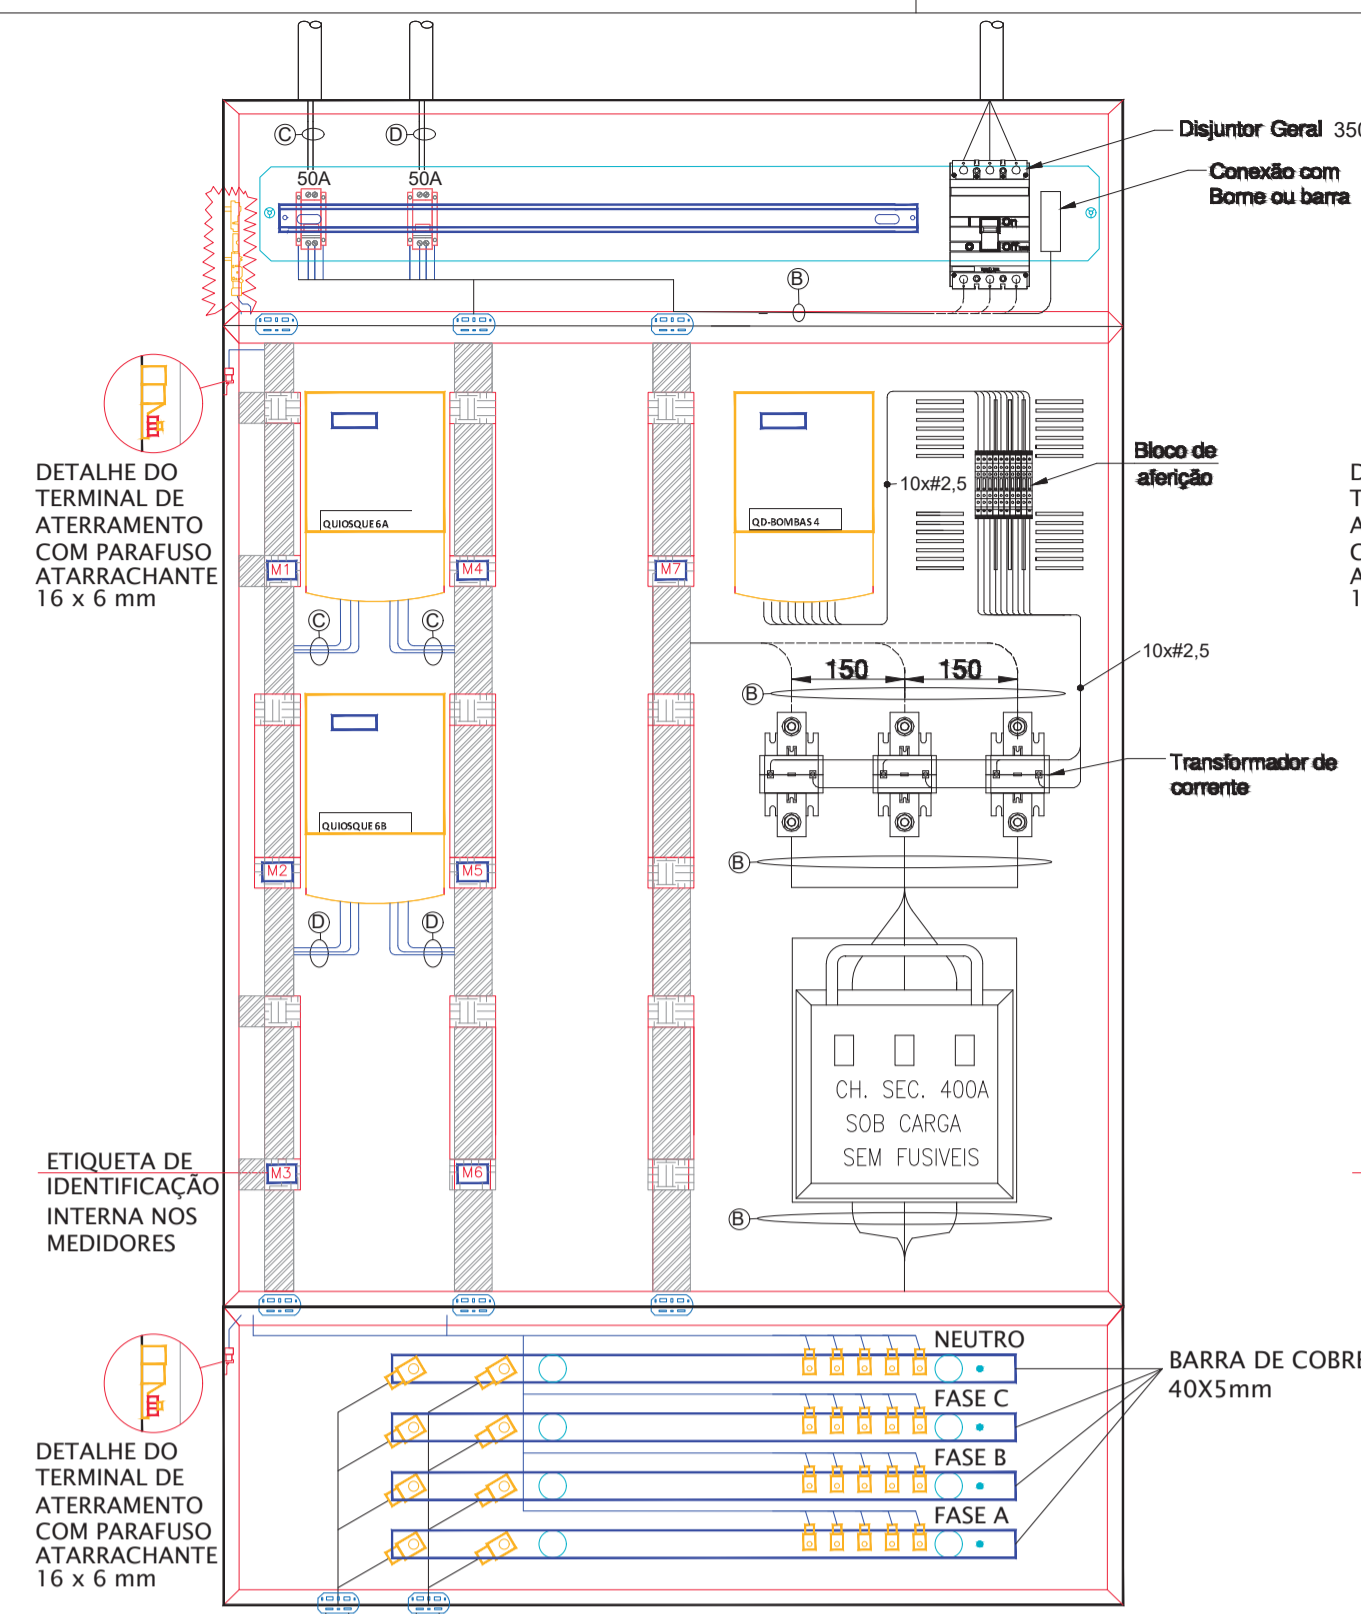 C
D
50A
50A
Disjuntor Geral 350
Conexão com
Borne ou barra
On
Off
B
DETALHE DO
TERMINAL DE
ATERRAMENTO
COM PARAFUSO
ATARRACHANTE
16 x 6 mm
QUIOSQUE 6A
QD-BOMBAS 4
10x#2,5
Bloco de
aferição
D
T
A
C
A
1
M1
M4
M7
C
C
10x#2,5
150
150
B
QUIOSQUE 6B
Transformador de
corrente
M2
M5
B
D
D
CH. SEC. 400A
SOB CARGA
SEM FUSIVEIS
ETIQUETA DE
IDENTIFICAÇÃO
INTERNA NOS
MEDIDORES
M3
M6
B
NEUTRO
FASE C
FASE B
FASE A
BARRA DE COBRE
40X5mm
DETALHE DO
TERMINAL DE
ATERRAMENTO
COM PARAFUSO
ATARRACHANTE
16 x 6 mm